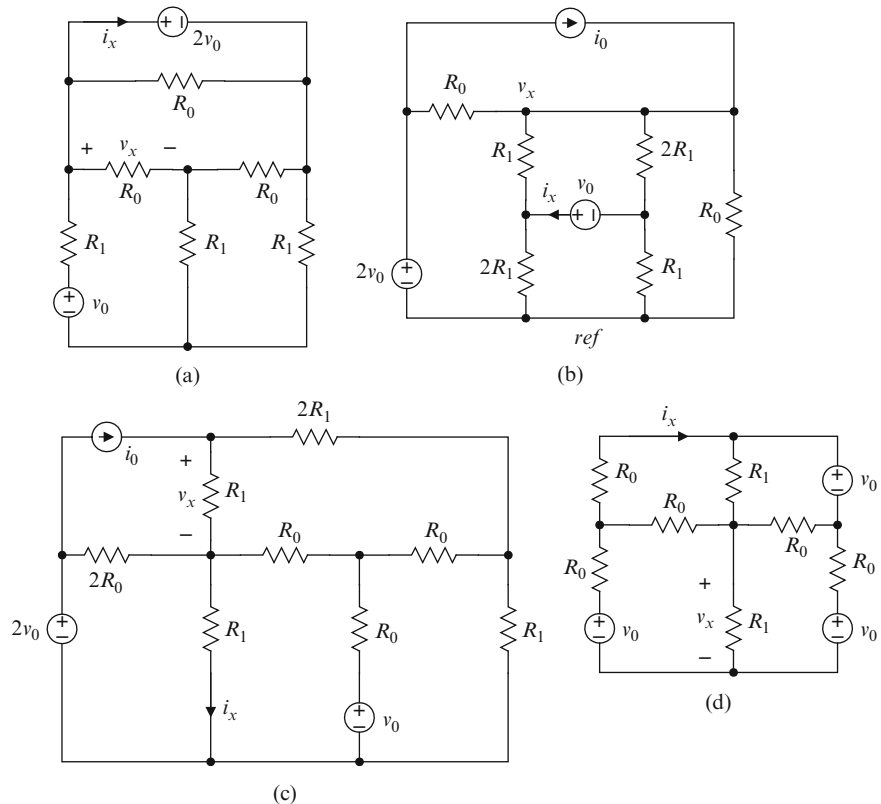 + −
i_x 2v_0
R_0
+ v_x −
R_0 R_0
R_1 R_1 R_1
+ − v_0
(a)
i_0
R_0 v_x
R_1 2R_1
i_x v_0
+ −
R_0
2v_0 + − 2R_1 R_1
ref
(b)
2R_1
i_0
+
v_x R_1
−
R_0 R_0
2R_0
2v_0 + − R_1 R_0 R_1
i_x
+ − v_0
(c)
i_x
R_0 R_1 + − v_0
R_0
R_0
R_0 R_0
+
v_x R_1
−
+ − v_0 + − v_0
(d)